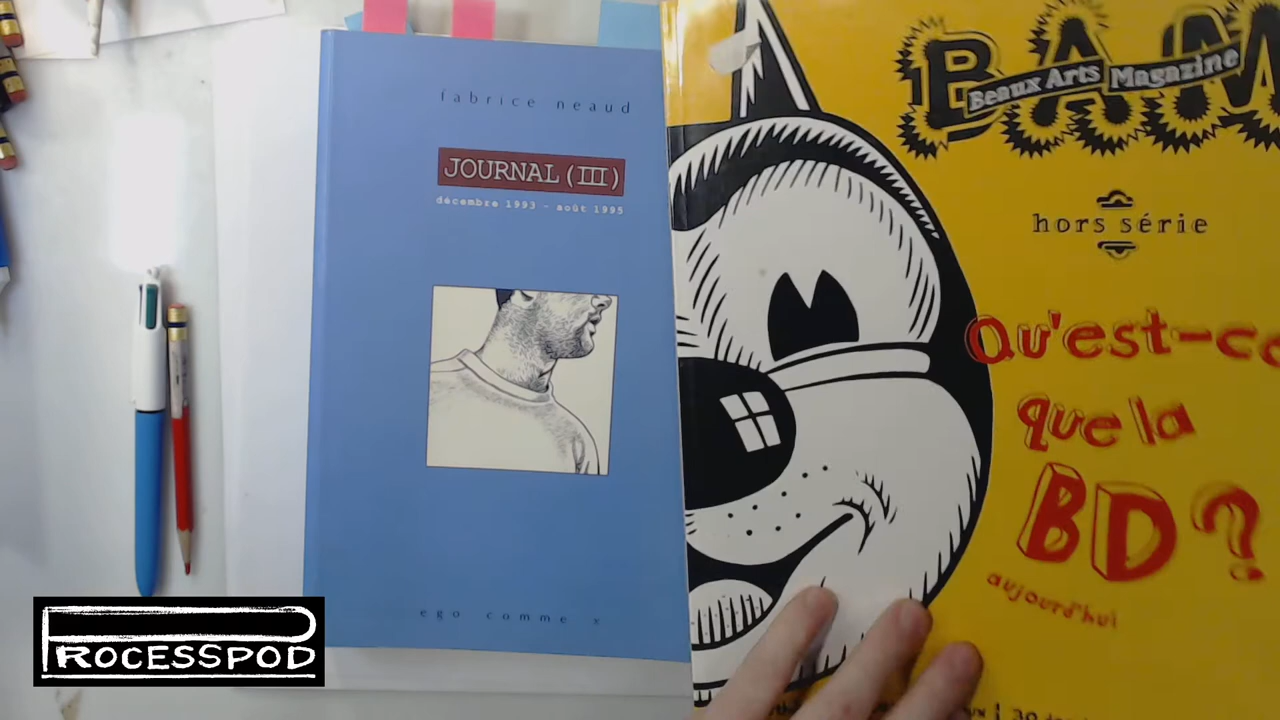 fabrice neaud
JOURNAL (III)
décembre 1993 - août 1995
ego comme x
BAM
Beaux Arts Magazine
hors série
Qu'est-ce
que la
BD ?
aujourd'hui
PROCESSPOD